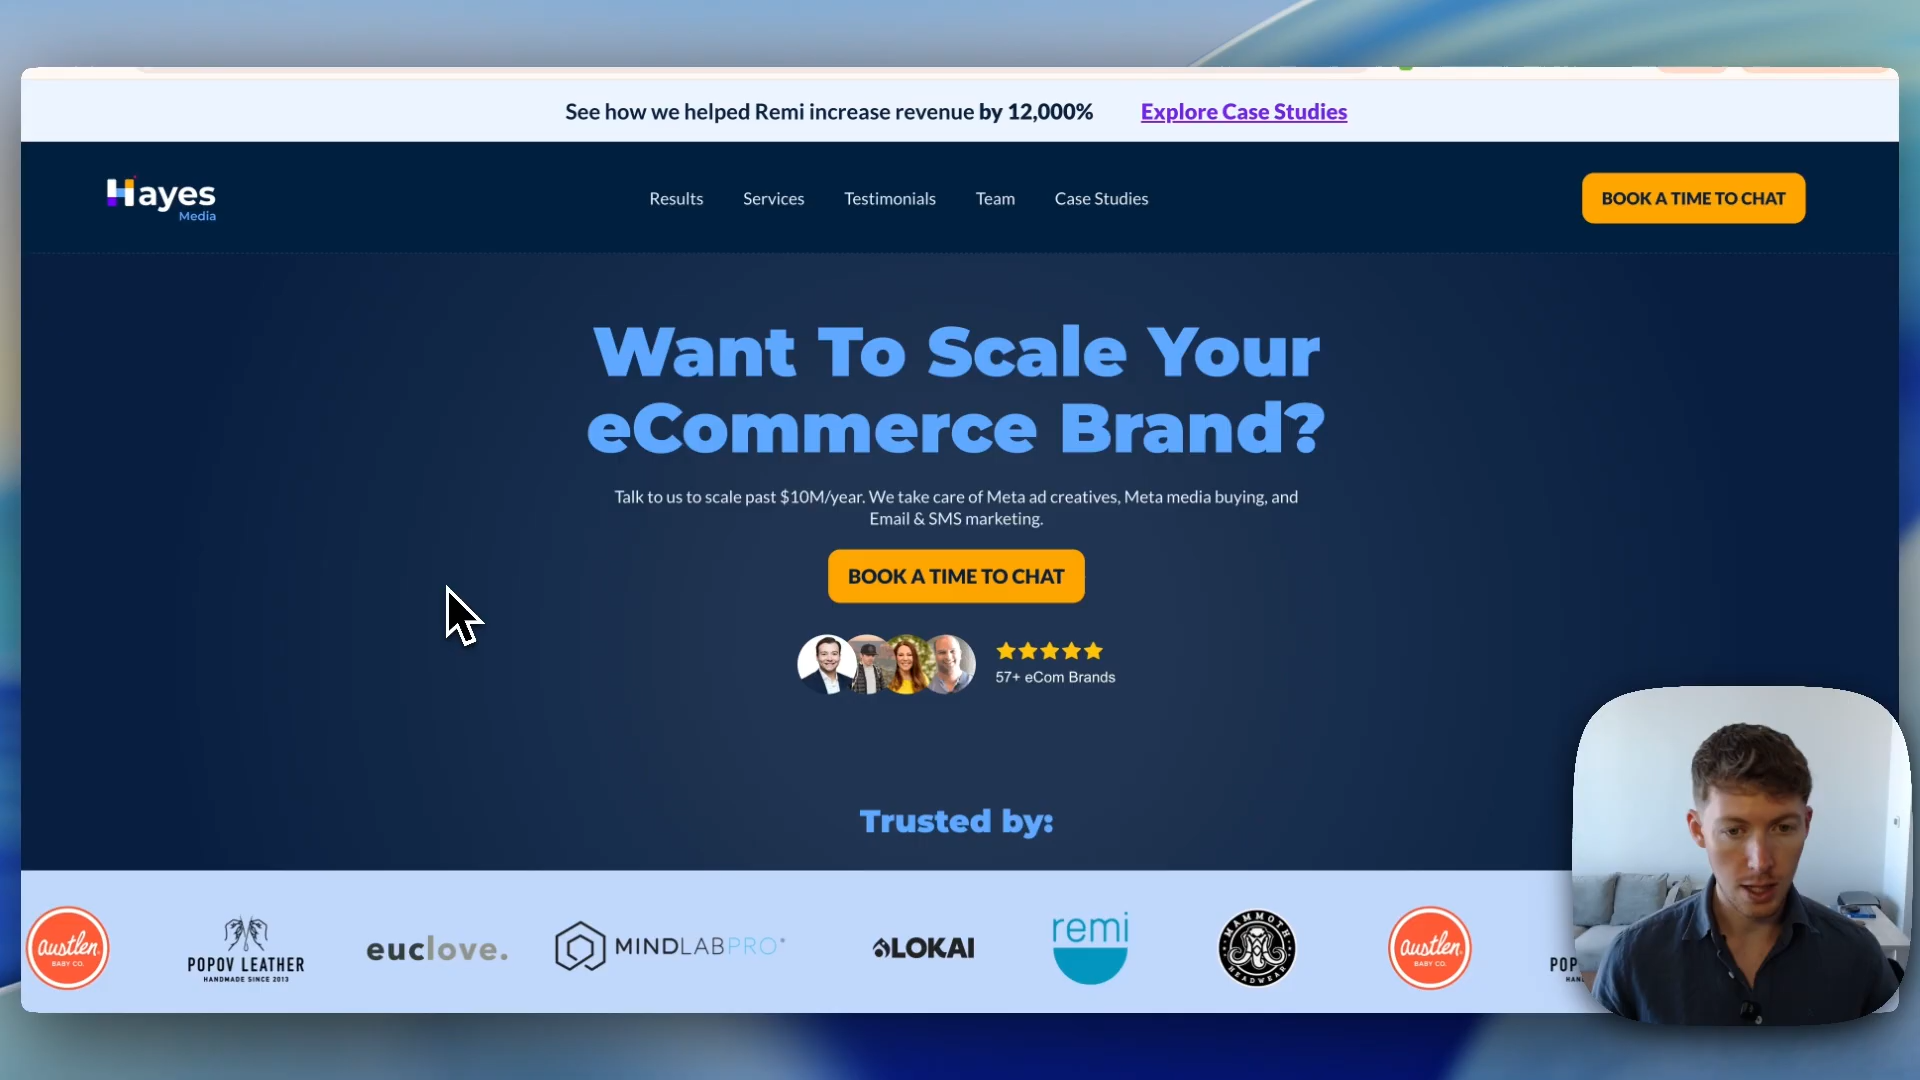 See how we helped Remi increase revenue by 12,000% Explore Case Studies
Hayes
Media
Results Services Testimonials Team Case Studies
BOOK A TIME TO CHAT
Want To Scale Your
eCommerce Brand?
Talk to us to scale past $10M/year. We take care of Meta ad creatives, Meta media buying, and
Email & SMS marketing.
BOOK A TIME TO CHAT
57+ eCom Brands
Trusted by:
austlen
BABY CO.
POPOV LEATHER
HANDMADE SINCE 2013
euclove.
MINDLABPRO®
LOKAI
remi
MAMMOTH
HEADWEAR
austlen
BABY CO.
POP